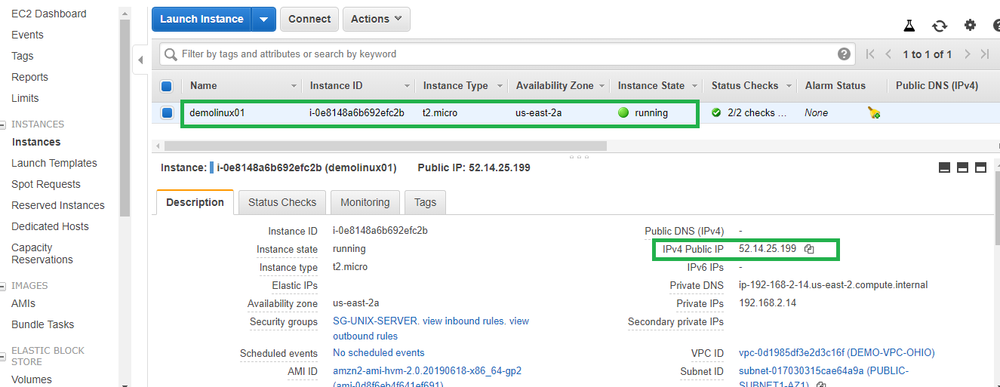 EC2 Dashboard
Events
Tags
Reports
Limits
INSTANCES
Instances
Launch Templates
Spot Requests
Reserved Instances
Dedicated Hosts
Capacity
Reservations
IMAGES
AMIs
Bundle Tasks
ELASTIC BLOCK
STORE
Volumes
Launch Instance Connect Actions
Filter by tags and attributes or search by keyword 1 to 1 of 1
Name Instance ID Instance Type Availability Zone Instance State Status Checks Alarm Status Public DNS (IPv4)
demolinux01 i-0e8148a6b692efc2b t2.micro us-east-2a running 2/2 checks ... None
Instance: i-0e8148a6b692efc2b (demolinux01) Public IP: 52.14.25.199
Description Status Checks Monitoring Tags
Instance ID i-0e8148a6b692efc2b
Instance state running
Instance type t2.micro
Elastic IPs
Availability zone us-east-2a
Security groups SG-UNIX-SERVER. view inbound rules. view
outbound rules
Scheduled events No scheduled events
AMI ID amzn2-ami-hvm-2.0.20190618-x86_64-gp2
(ami-0d8f6eb4f641ef691)
Public DNS (IPv4) -
IPv4 Public IP 52.14.25.199
IPv6 IPs -
Private DNS ip-192-168-2-14.us-east-2.compute.internal
Private IPs 192.168.2.14
Secondary private IPs
VPC ID vpc-0d1985df3e2d3c16f (DEMO-VPC-OHIO)
Subnet ID subnet-017030315cae64a9a (PUBLIC-
SUBNET1-AZ1)